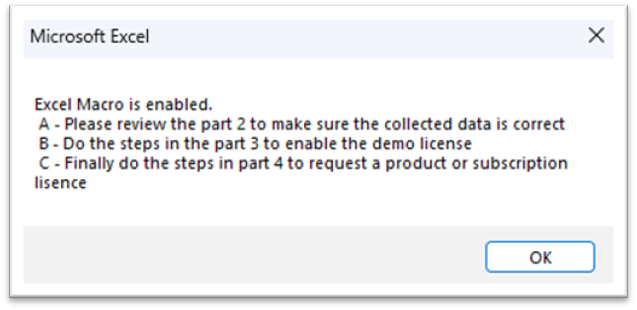 Microsoft Excel
Excel Macro is enabled.
A - Please review the part 2 to make sure the collected data is correct
B - Do the steps in the part 3 to enable the demo license
C - Finally do the steps in part 4 to request a product or subscription
lisence
OK